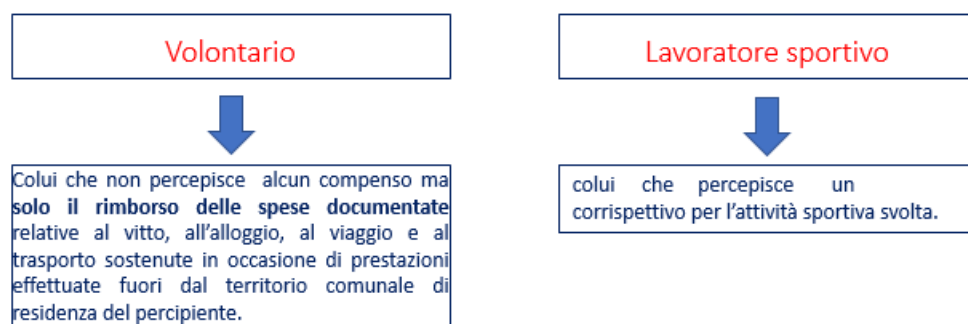 Volontario
Colui che non percepisce alcun compenso ma
solo il rimborso delle spese documentate
relative al vitto, all'alloggio, al viaggio e al
trasporto sostenute in occasione di prestazioni
effettuate fuori dal territorio comunale di
residenza del percipiente.
Lavoratore sportivo
colui che percepisce un
corrispettivo per l'attività sportiva svolta.